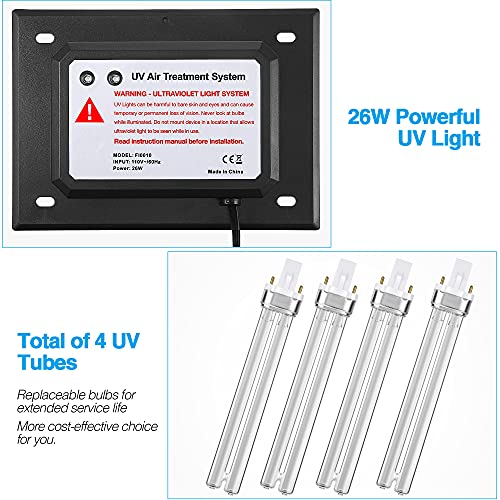 UV Air Treatment System
WARNING - ULTRAVIOLET LIGHT SYSTEM
UV Lights can be harmful to bare skin and eyes and can cause
temporary or permanent loss of vision. Never look at bulbs
while illuminated. Do not mount device in a location that allows
ultraviolet light to be seen while in use.
Read instruction manual before installation.
MODEL: FI0010
INPUT: 110V~/60Hz
Power: 26W
CE
Made in China
26W Powerful
UV Light
Total of 4 UV
Tubes
Replaceable bulbs for
extended service life
More cost-effective choice
for you.